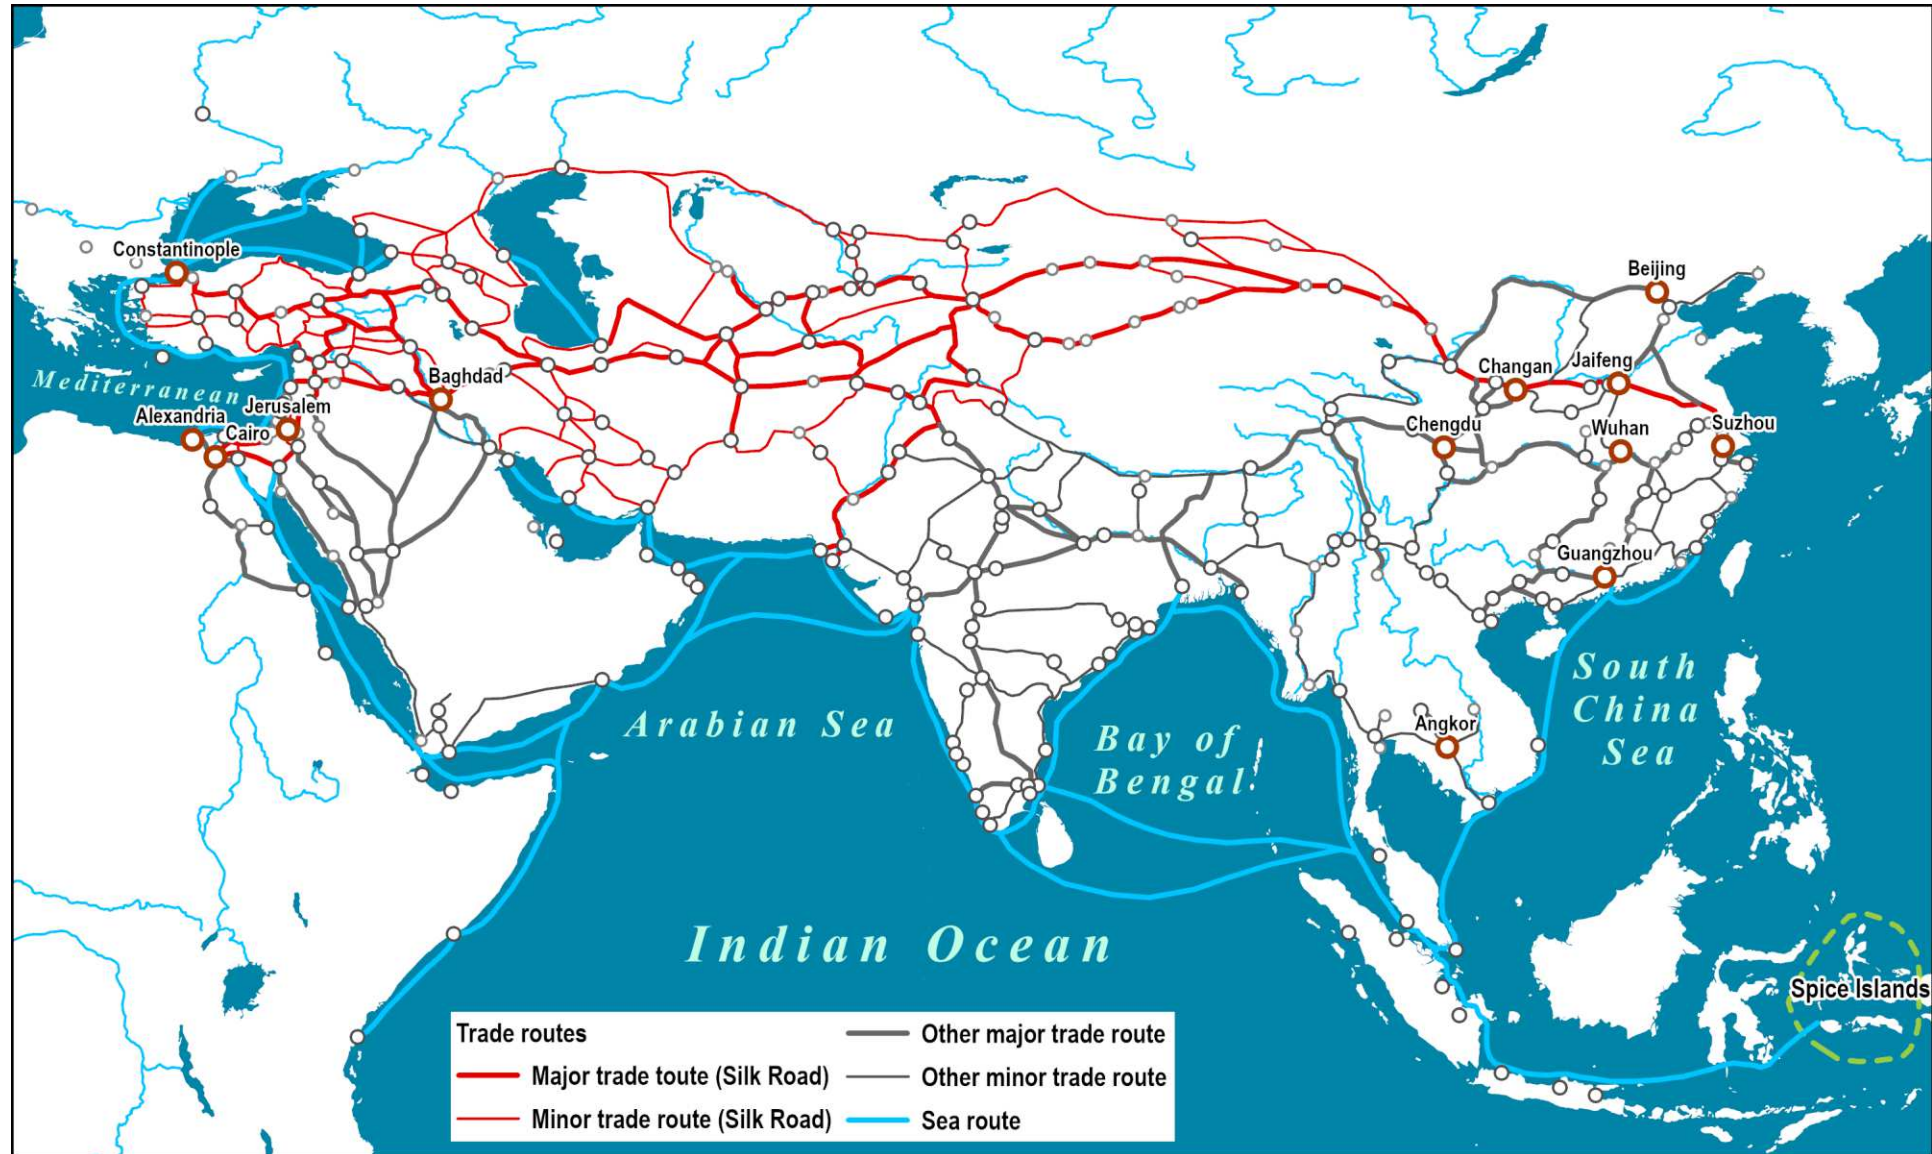 Constantinople
Beijing
Changan
Jaifeng
Baghdad
Mediterranean
Jerusalem
Alexandria
Cairo
Chengdu
Wuhan
Suzhou
Guangzhou
South
China
Sea
Arabian Sea
Bay of
Bengal
Angkor
Indian Ocean
Spice Islands
Trade routes
Major trade toute (Silk Road)
Minor trade route (Silk Road)
Other major trade route
Other minor trade route
Sea route